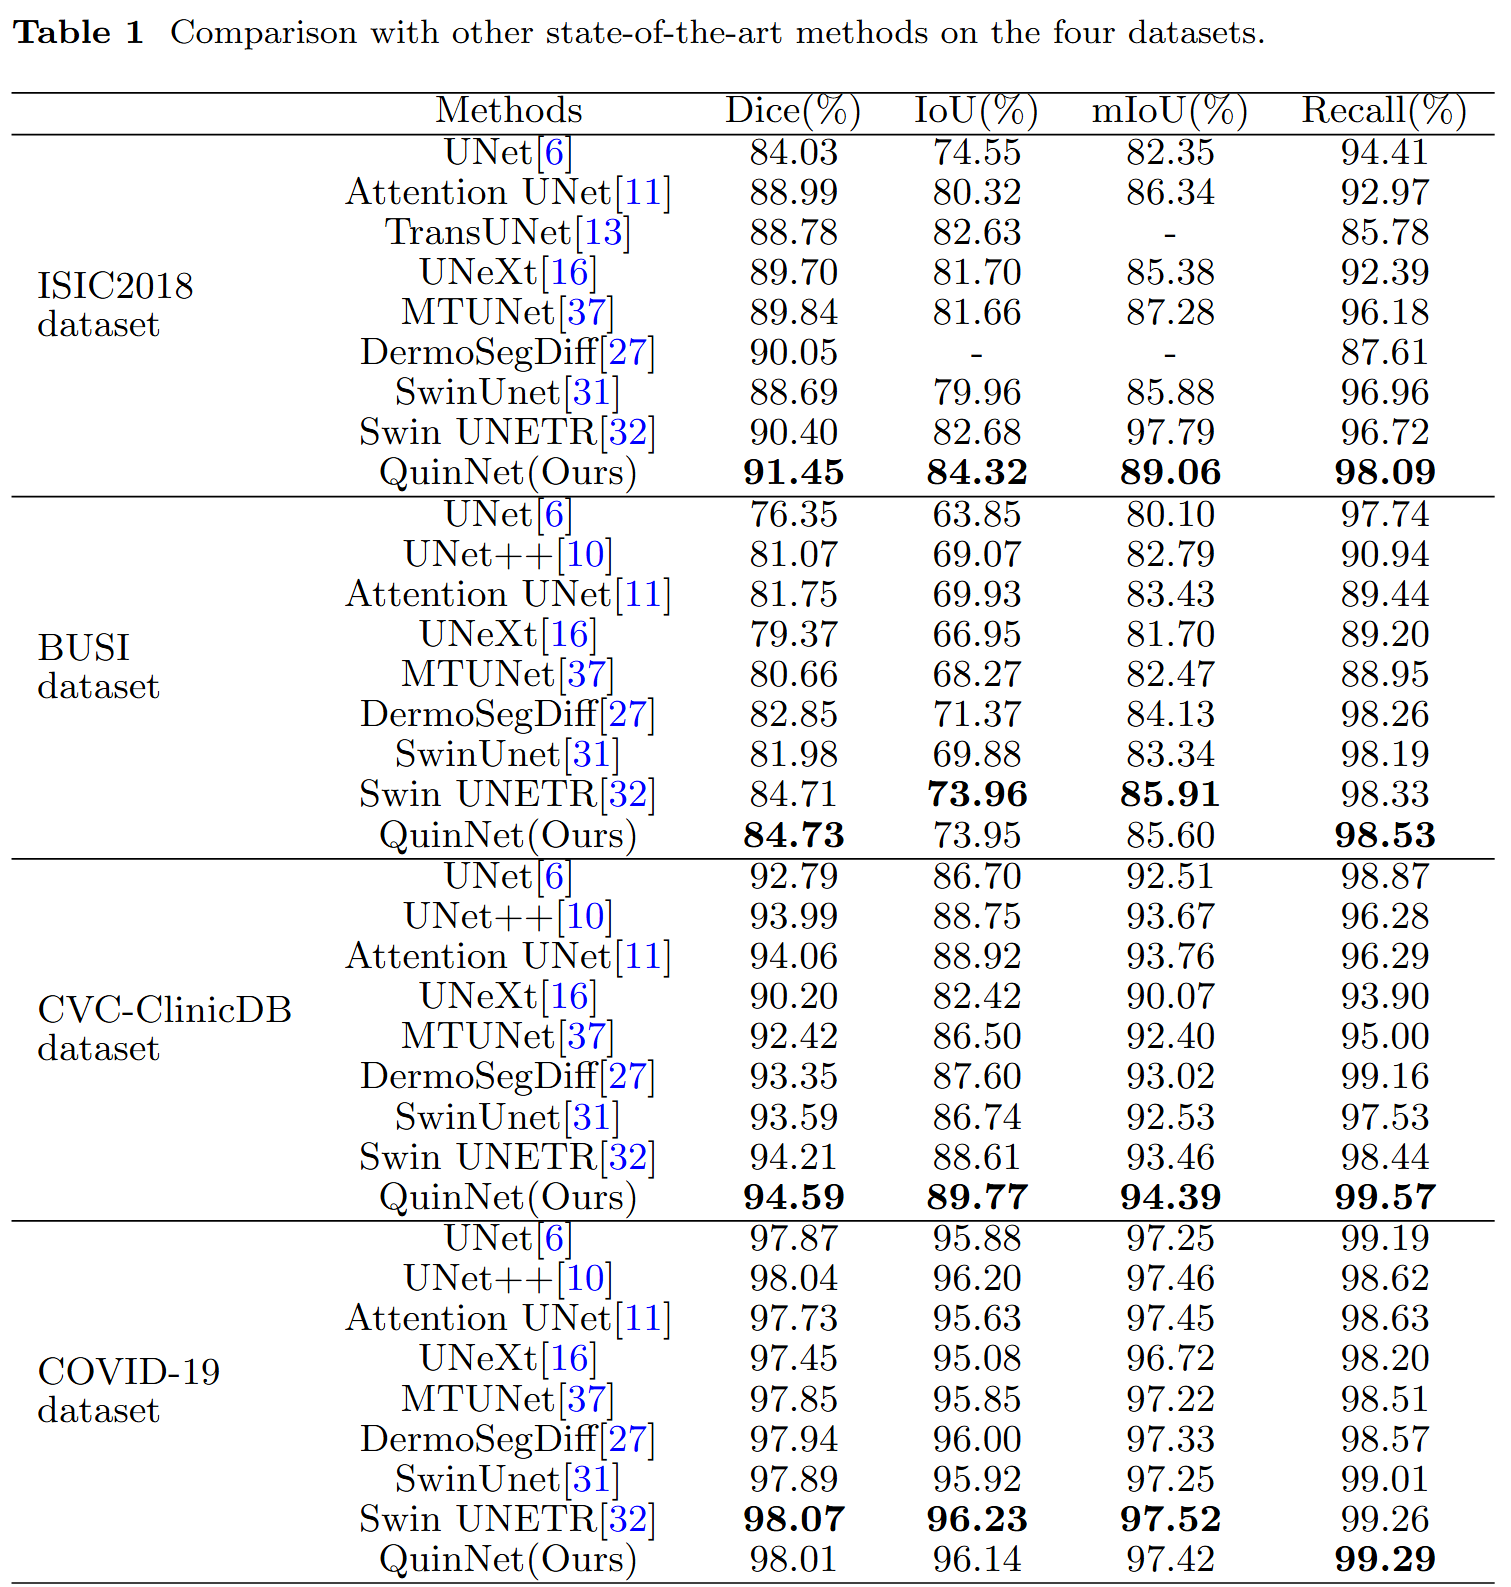 Table 1 Comparison with other state-of-the-art methods on the four datasets.
Methods Dice(%) IoU(%) mIoU(%) Recall(%)
ISIC2018 dataset
UNet[6] 84.03 74.55 82.35 94.41
Attention UNet[11] 88.99 80.32 86.34 92.97
TransUNet[13] 88.78 82.63 - 85.78
UNeXt[16] 89.70 81.70 85.38 92.39
MTUNet[37] 89.84 81.66 87.28 96.18
DermoSegDiff[27] 90.05 - - 87.61
SwinUnet[31] 88.69 79.96 85.88 96.96
Swin UNETR[32] 90.40 82.68 97.79 96.72
QuinNet(Ours) 91.45 84.32 89.06 98.09
BUSI dataset
UNet[6] 76.35 63.85 80.10 97.74
UNet++[10] 81.07 69.07 82.79 90.94
Attention UNet[11] 81.75 69.93 83.43 89.44
UNeXt[16] 79.37 66.95 81.70 89.20
MTUNet[37] 80.66 68.27 82.47 88.95
DermoSegDiff[27] 82.85 71.37 84.13 98.26
SwinUnet[31] 81.98 69.88 83.34 98.19
Swin UNETR[32] 84.71 73.96 85.91 98.33
QuinNet(Ours) 84.73 73.95 85.60 98.53
CVC-ClinicDB dataset
UNet[6] 92.79 86.70 92.51 98.87
UNet++[10] 93.99 88.75 93.67 96.28
Attention UNet[11] 94.06 88.92 93.76 96.29
UNeXt[16] 90.20 82.42 90.07 93.90
MTUNet[37] 92.42 86.50 92.40 95.00
DermoSegDiff[27] 93.35 87.60 93.02 99.16
SwinUnet[31] 93.59 86.74 92.53 97.53
Swin UNETR[32] 94.21 88.61 93.46 98.44
QuinNet(Ours) 94.59 89.77 94.39 99.57
COVID-19 dataset
UNet[6] 97.87 95.88 97.25 99.19
UNet++[10] 98.04 96.20 97.46 98.62
Attention UNet[11] 97.73 95.63 97.45 98.63
UNeXt[16] 97.45 95.08 96.72 98.20
MTUNet[37] 97.85 95.85 97.22 98.51
DermoSegDiff[27] 97.94 96.00 97.33 98.57
SwinUnet[31] 97.89 95.92 97.25 99.01
Swin UNETR[32] 98.07 96.23 97.52 99.26
QuinNet(Ours) 98.01 96.14 97.42 99.29